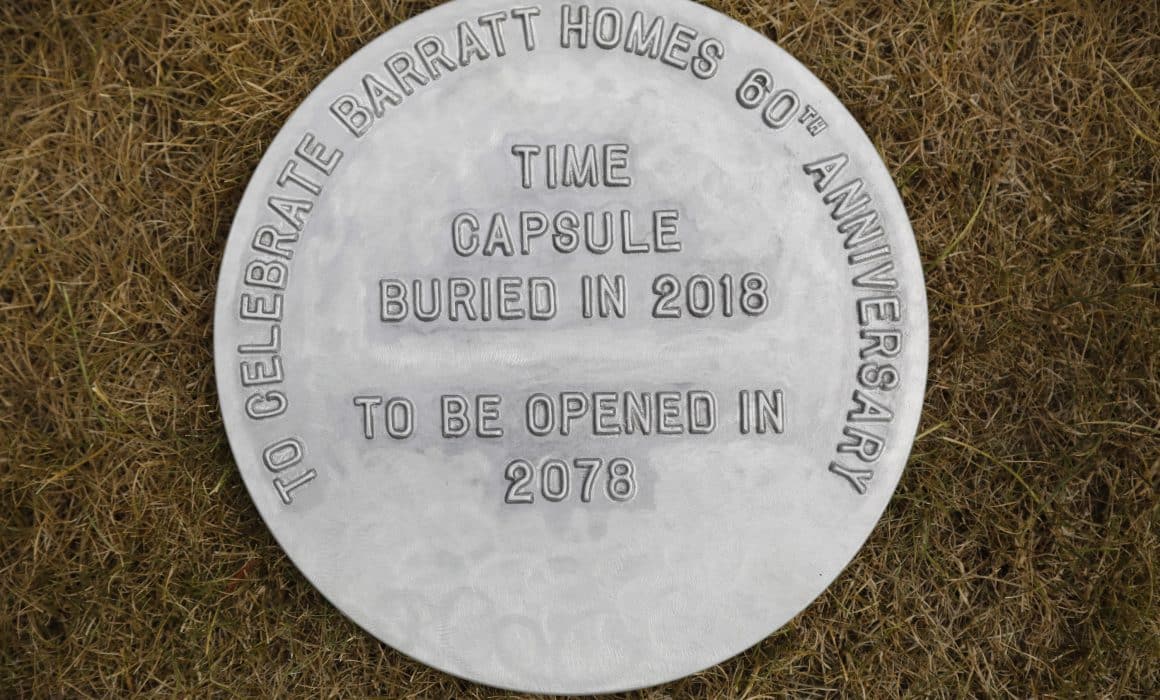 TO CELEBRATE BARRATT HOMES 60TH ANNIVERSARY
TIME
CAPSULE
BURIED IN 2018
TO BE OPENED IN
2078